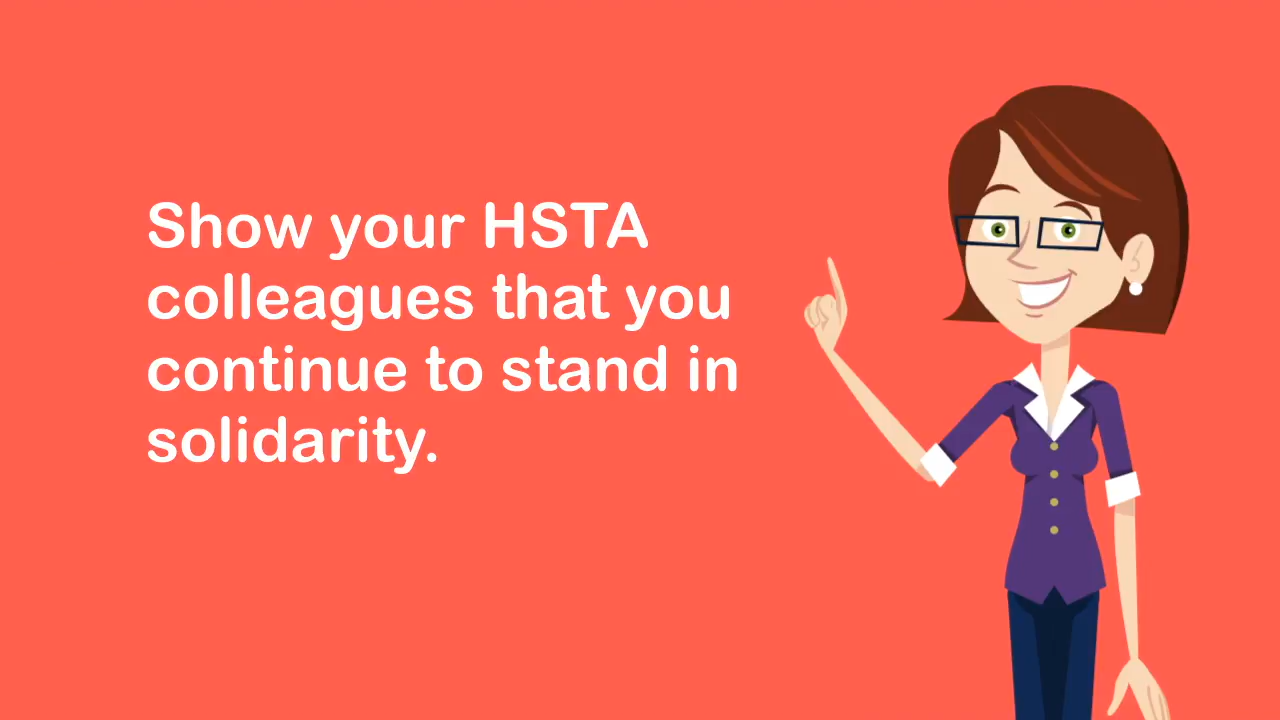 Show your HSTA
colleagues that you
continue to stand in
solidarity.